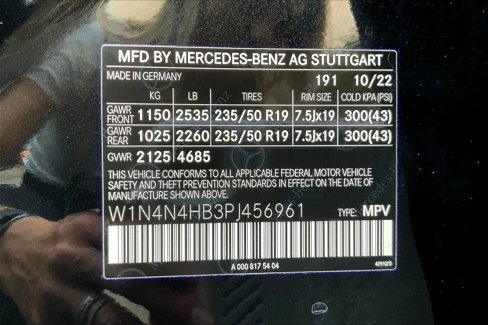 MFD BY MERCEDES-BENZ AG STUTTGART
MADE IN GERMANY 191 10/22
KG LB TIRES RIM SIZE COLD KPA (PSI)
GAWR FRONT 1150 2535 235/50 R19 7.5Jx19 300(43)
GAWR REAR 1025 2260 235/50 R19 7.5Jx19 300(43)
GVWR 2125 4685
THIS VEHICLE CONFORMS TO ALL APPLICABLE FEDERAL MOTOR VEHICLE
SAFETY AND THEFT PREVENTION STANDARDS IN EFFECT ON THE DATE OF
MANUFACTURE SHOWN ABOVE.
W1N4N4HB3PJ456961 TYPE: MPV
A 000 817 54 04